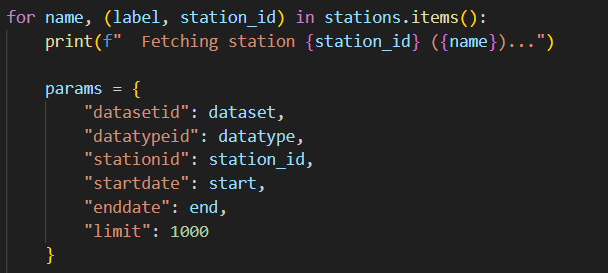 for name, (label, station_id) in stations.items():
    print(f"  Fetching station {station_id} ({name})...")

    params = {
        "datasetid": dataset,
        "datatypeid": datatype,
        "stationid": station_id,
        "startdate": start,
        "enddate": end,
        "limit": 1000
    }